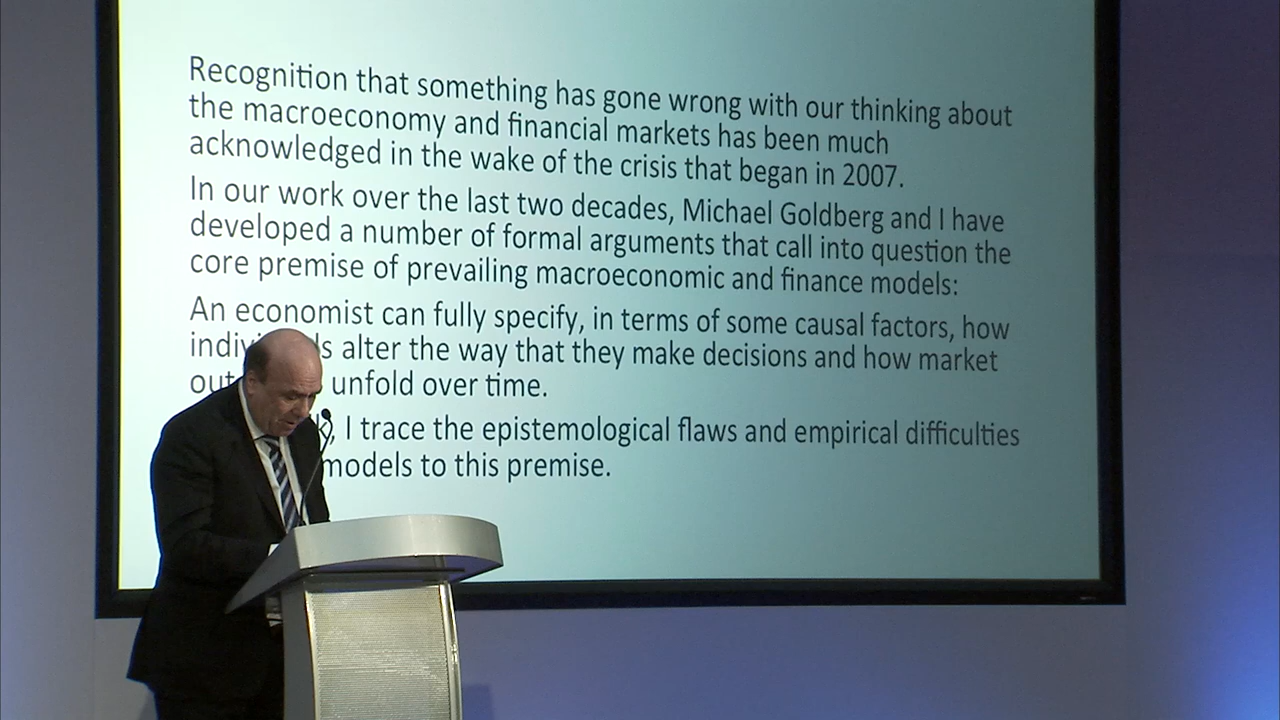 Recognition that something has gone wrong with our thinking about
the macroeconomy and financial markets has been much
acknowledged in the wake of the crisis that began in 2007.
In our work over the last two decades, Michael Goldberg and I have
developed a number of formal arguments that call into question the
core premise of prevailing macroeconomic and finance models:
An economist can fully specify, in terms of some causal factors, how
alter the way that they make decisions and how market
unfold over time.
I trace the epistemological flaws and empirical difficulties
models to this premise.